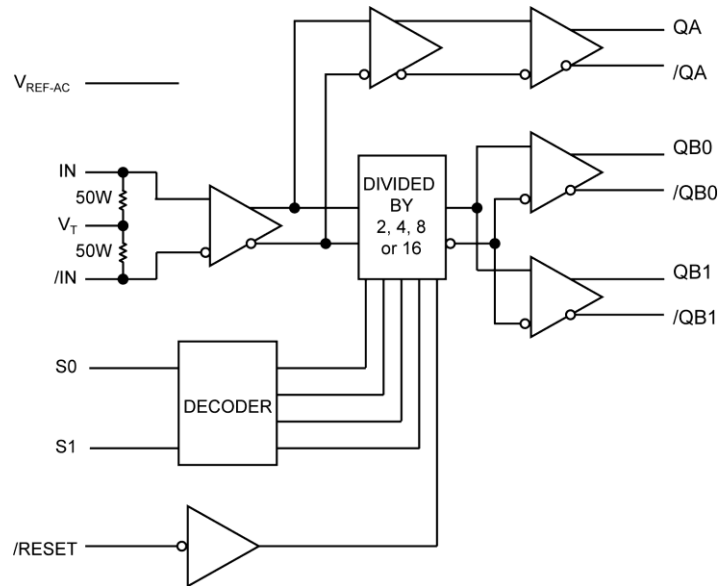 QA
/QA
VREF-AC
IN
50W
VT
50W
/IN
DIVIDED
BY
2, 4, 8
or 16
QB0
/QB0
QB1
/QB1
S0
DECODER
S1
/RESET